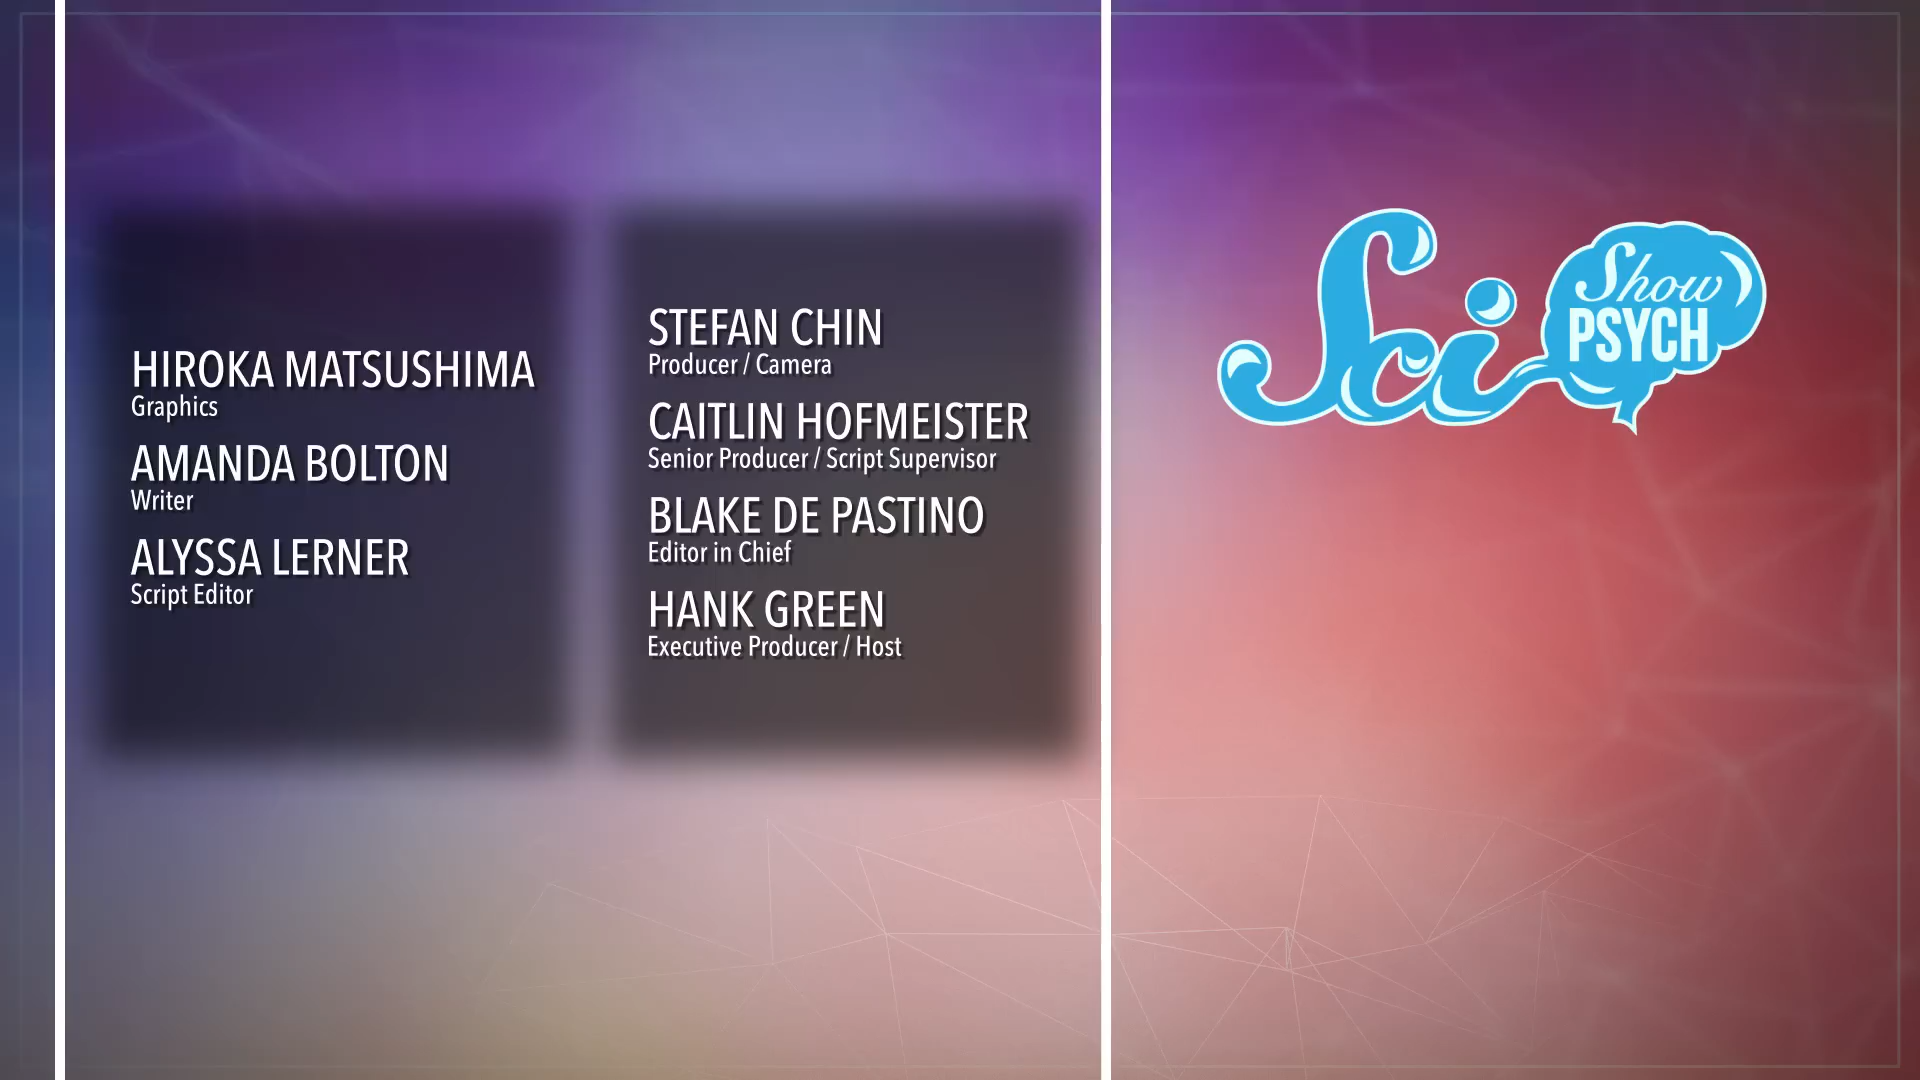 HIROKA MATSUSHIMA
Graphics
AMANDA BOLTON
Writer
ALYSSA LERNER
Script Editor
STEFAN CHIN
Producer / Camera
CAITLIN HOFMEISTER
Senior Producer / Script Supervisor
BLAKE DE PASTINO
Editor in Chief
HANK GREEN
Executive Producer / Host
Sci
Show
PSYCH